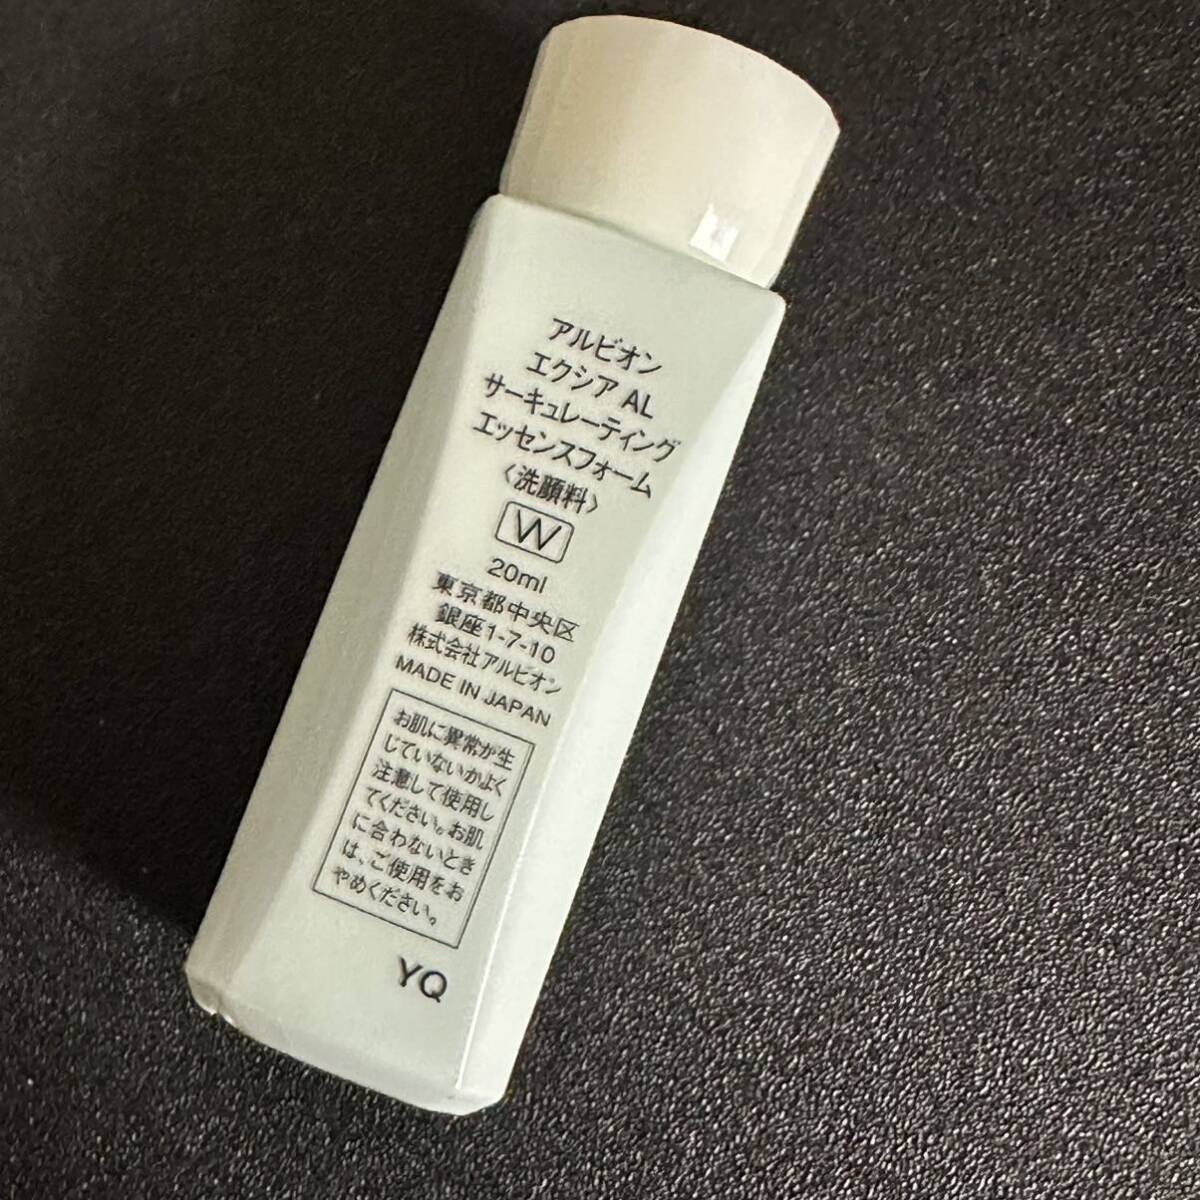 アルビオン
エクシア AL
サーキュレーティング
エッセンスフォーム
〈洗顔料〉
W
20ml
東京都中央区
銀座1-7-10
株式会社アルビオン
MADE IN JAPAN
お肌に異常が生
じていないかよく
注意して使用し
てください。お肌
に合わないとき
は、ご使用をお
やめください。
YQ